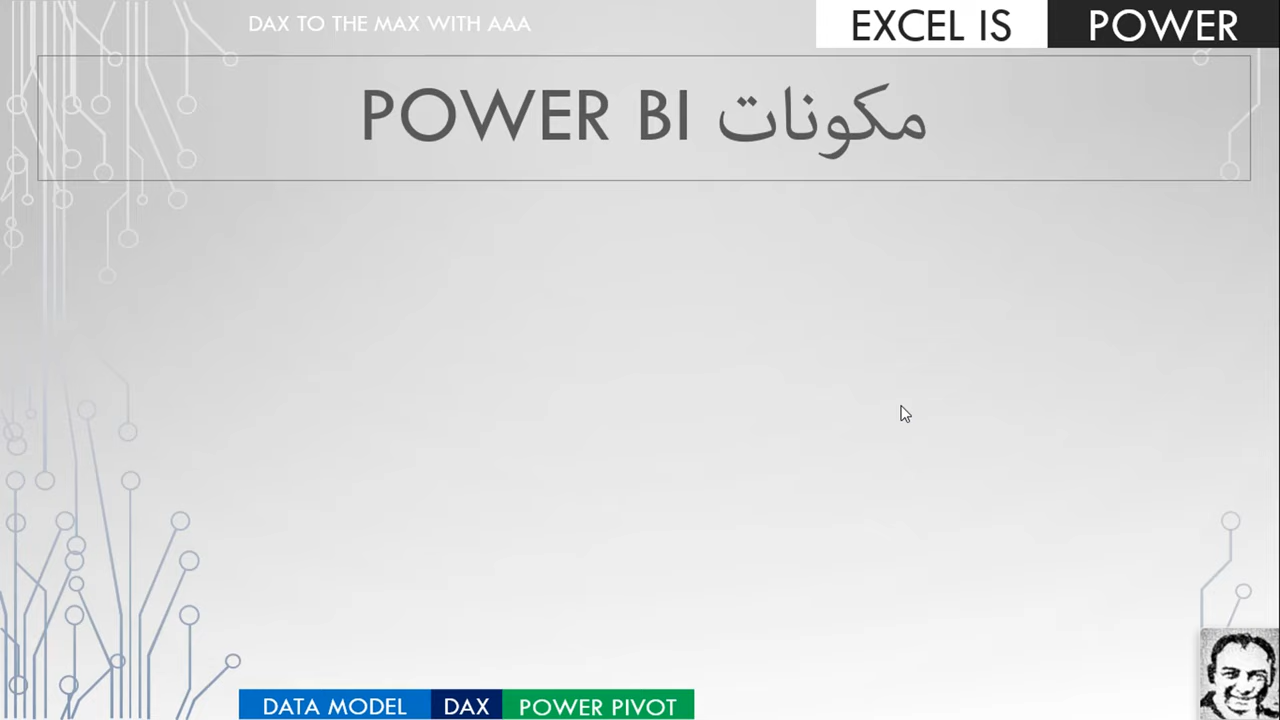 DAX TO THE MAX WITH AAA
EXCEL IS POWER
مكونات POWER BI
DATA MODEL DAX POWER PIVOT